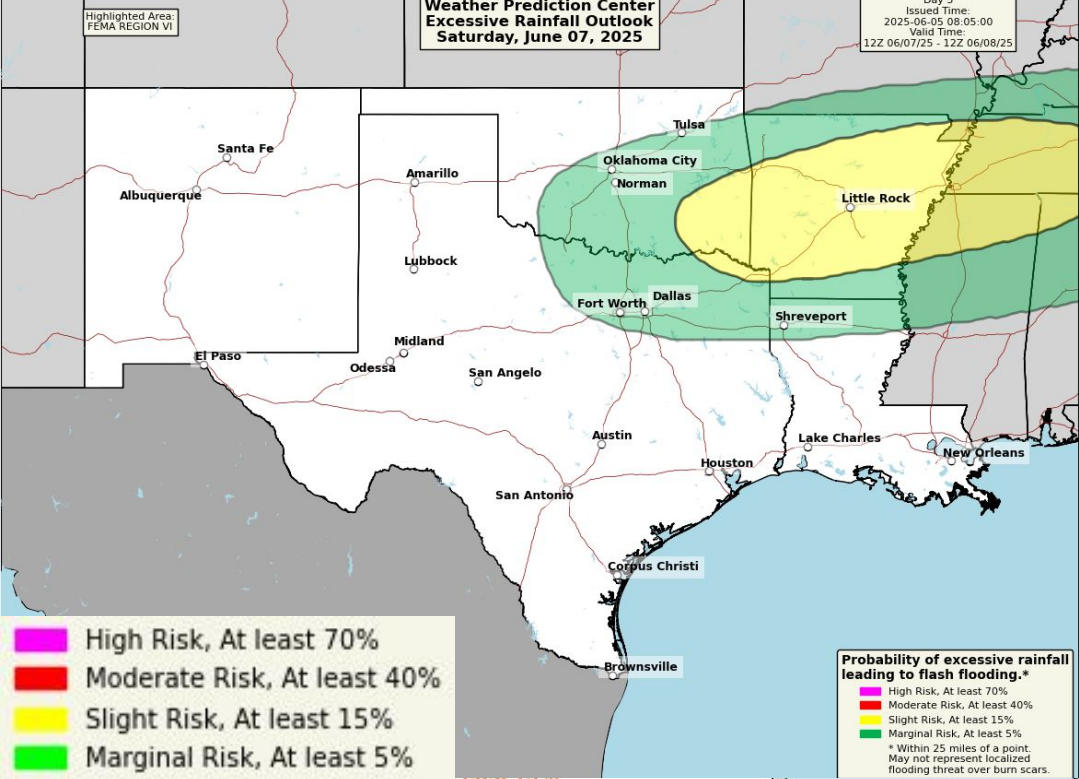 Highlighted Area:
FEMA REGION VI
Weather Prediction Center
Excessive Rainfall Outlook
Saturday, June 07, 2025
Issued Time:
2025-06-05 08:05:00
Valid Time:
12Z 06/07/25 - 12Z 06/08/25
Tulsa
Santa Fe
Oklahoma City
Amarillo
Norman
Albuquerque
Little Rock
Lubbock
Dallas
Fort Worth
Shreveport
Midland
El Paso
Odessa
San Angelo
Austin
Lake Charles
New Orleans
Houston
San Antonio
Corpus Christi
Brownsville
High Risk, At least 70%
Moderate Risk, At least 40%
Slight Risk, At least 15%
Marginal Risk, At least 5%
Probability of excessive rainfall
leading to flash flooding.*
High Risk, At least 70%
Moderate Risk, At least 40%
Slight Risk, At least 15%
Marginal Risk, At least 5%
* Within 25 miles of a point.
May not represent localized
flooding threat over burn scars.